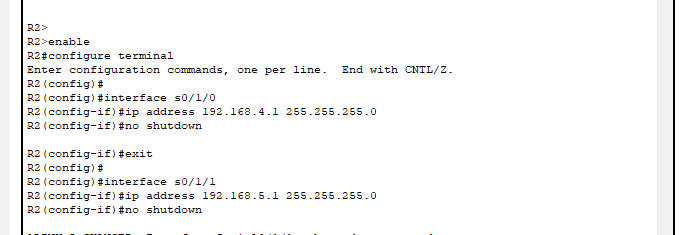 R2>
R2>enable
R2#configure terminal
Enter configuration commands, one per line.  End with CNTL/Z.
R2(config)#
R2(config)#interface s0/1/0
R2(config-if)#ip address 192.168.4.1 255.255.255.0
R2(config-if)#no shutdown
R2(config-if)#exit
R2(config)#
R2(config)#interface s0/1/1
R2(config-if)#ip address 192.168.5.1 255.255.255.0
R2(config-if)#no shutdown